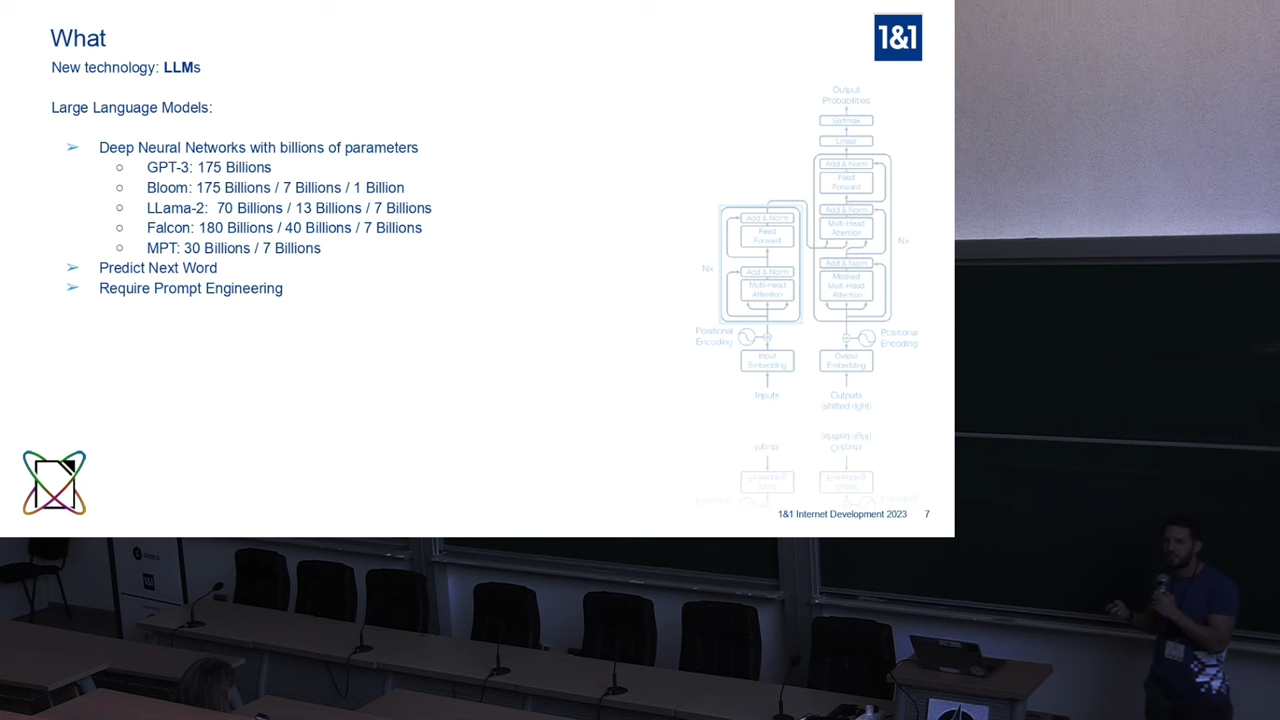 What
1&1
New technology: LLMs
Large Language Models:
➢ Deep Neural Networks with billions of parameters
○ GPT-3: 175 Billions
○ Bloom: 175 Billions / 7 Billions / 1 Billion
○ LLama-2: 70 Billions / 13 Billions / 7 Billions
○ Falcon: 180 Billions / 40 Billions / 7 Billions
○ MPT: 30 Billions / 7 Billions
➢ Predict Next Word
➢ Require Prompt Engineering
Output
Probabilities
Softmax
Linear
Add & Norm
Feed
Forward
Add & Norm
Multi-Head
Attention
Add & Norm
Masked
Multi-Head
Attention
Nx
Positional
Encoding
Output
Embedding
Outputs
(shifted right)
Add & Norm
Feed
Forward
Add & Norm
Multi-Head
Attention
Nx
Positional
Encoding
Input
Embedding
Inputs
1&1 Internet Development 2023 7
1&1